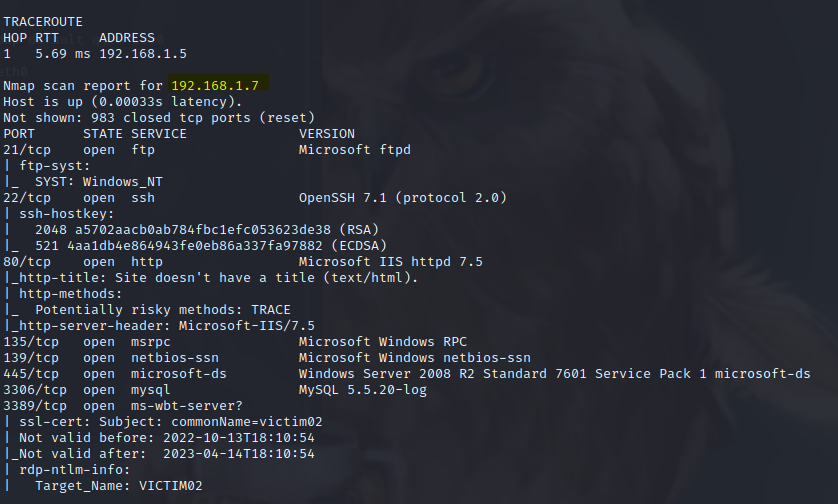 TRACEROUTE
HOP RTT     ADDRESS
1   5.69 ms 192.168.1.5
Nmap scan report for 192.168.1.7
Host is up (0.00033s latency).
Not shown: 983 closed tcp ports (reset)
PORT     STATE SERVICE            VERSION
21/tcp   open  ftp                Microsoft ftpd
| ftp-syst:
|_  SYST: Windows_NT
22/tcp   open  ssh                OpenSSH 7.1 (protocol 2.0)
| ssh-hostkey:
|   2048 a5702aacb0ab784fbc1efc053623de38 (RSA)
|_  521 4aa1db4e864943fe0eb86a337fa97882 (ECDSA)
80/tcp   open  http               Microsoft IIS httpd 7.5
|_http-title: Site doesn't have a title (text/html).
| http-methods:
|_  Potentially risky methods: TRACE
|_http-server-header: Microsoft-IIS/7.5
135/tcp  open  msrpc              Microsoft Windows RPC
139/tcp  open  netbios-ssn        Microsoft Windows netbios-ssn
445/tcp  open  microsoft-ds       Windows Server 2008 R2 Standard 7601 Service Pack 1 microsoft-ds
3306/tcp open  mysql              MySQL 5.5.20-log
3389/tcp open  ms-wbt-server?
| ssl-cert: Subject: commonName=victim02
| Not valid before: 2022-10-13T18:10:54
|_Not valid after:  2023-04-14T18:10:54
| rdp-ntlm-info:
|   Target_Name: VICTIM02